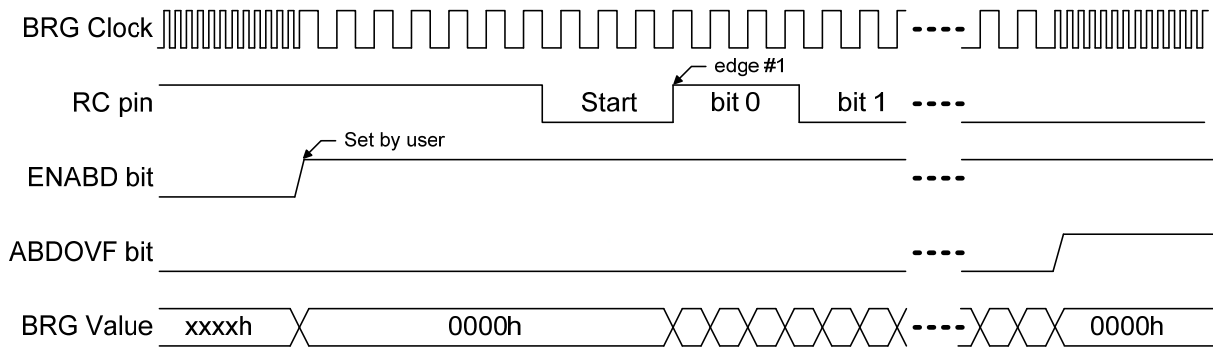 BRG Clock
edge #1
RC pin Start bit 0 bit 1
Set by user
ENABD bit
ABDOVF bit
BRG Value xxxxh 0000h 0000h